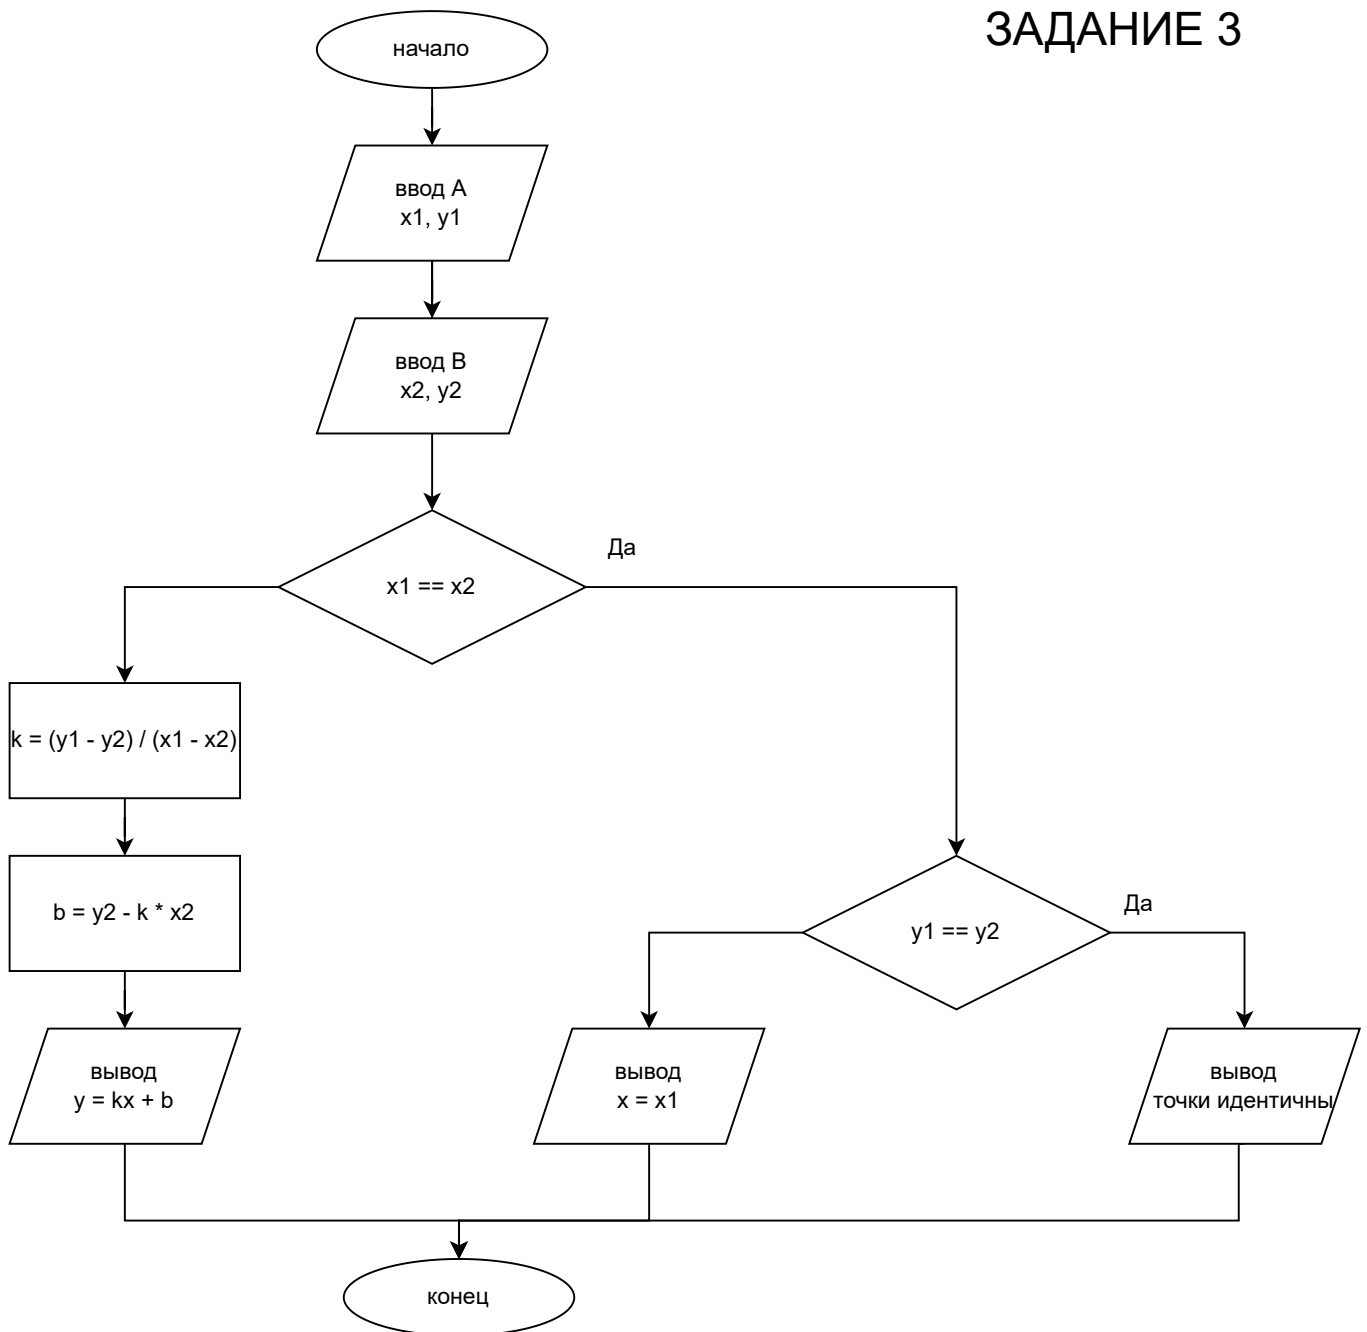 ЗАДАНИЕ 3
начало
ввод A
x1, y1
ввод B
x2, y2
x1 == x2
Да
k = (y1 - y2) / (x1 - x2)
b = y2 - k * x2
y1 == y2
Да
вывод
y = kx + b
вывод
x = x1
вывод
точки идентичны
конец